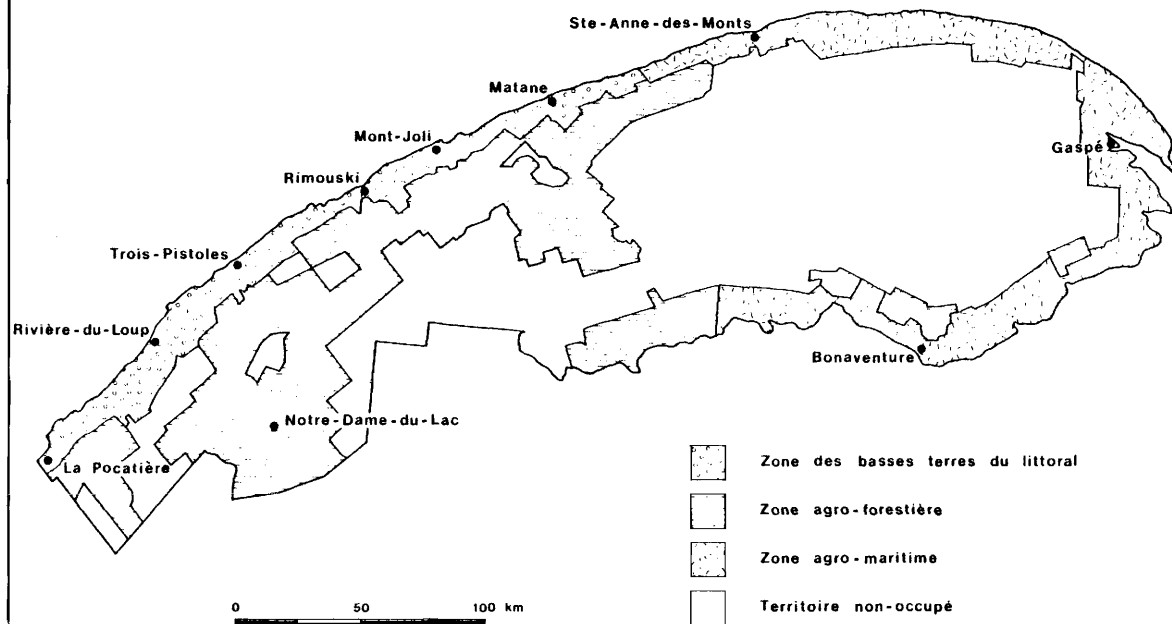 Ste-Anne-des-Monts
Matane
Mont-Joli
Gaspé
Rimouski
Trois-Pistoles
Rivière-du-Loup
Bonaventure
Notre-Dame-du-Lac
La Pocatière
Zone des basses terres du littoral
Zone agro-forestière
Zone agro-maritime
Territoire non-occupé
0 50 100 km